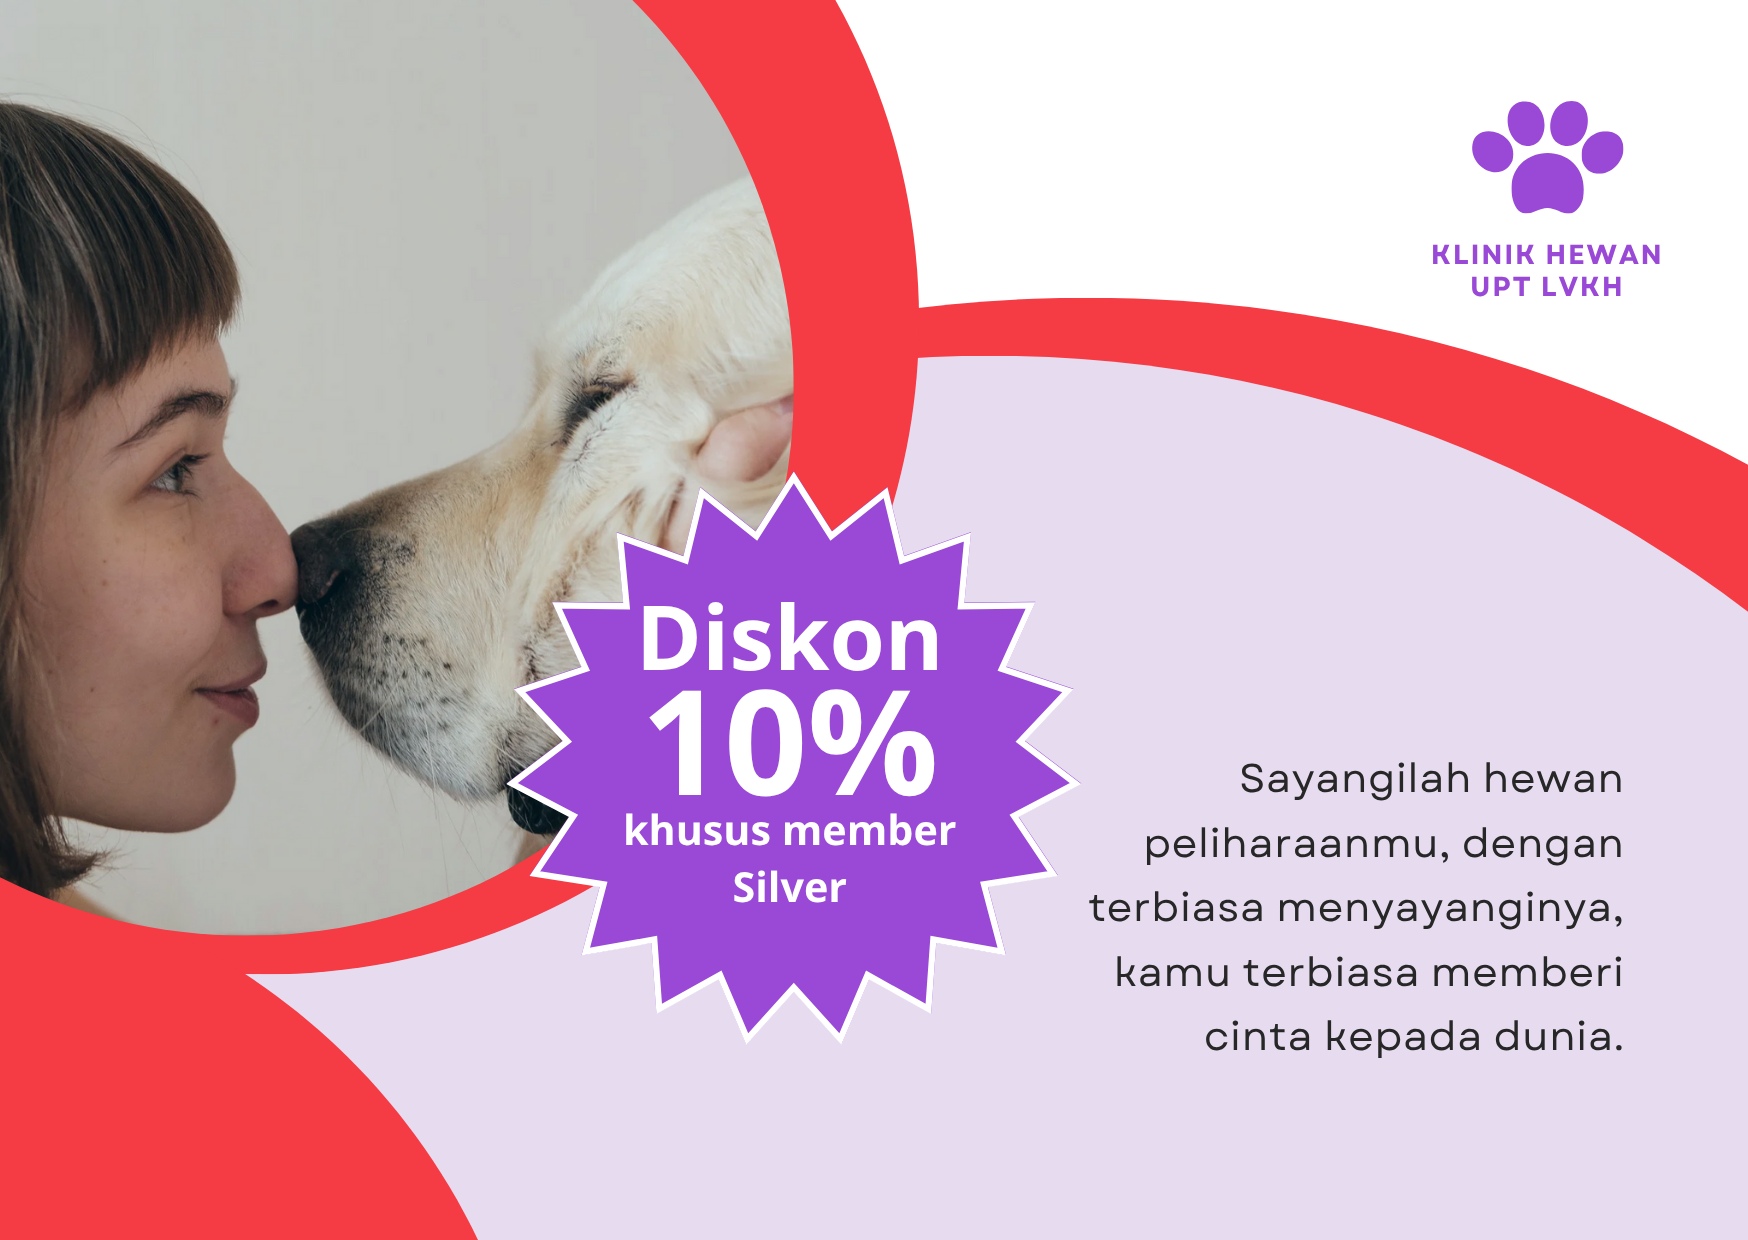 KLINIK HEWAN
UPT LVKH
Diskon
10%
khusus member
Silver
Sayangilah hewan
peliharaanmu, dengan
terbiasa menyayanginya,
kamu terbiasa memberi
cinta kepada dunia.